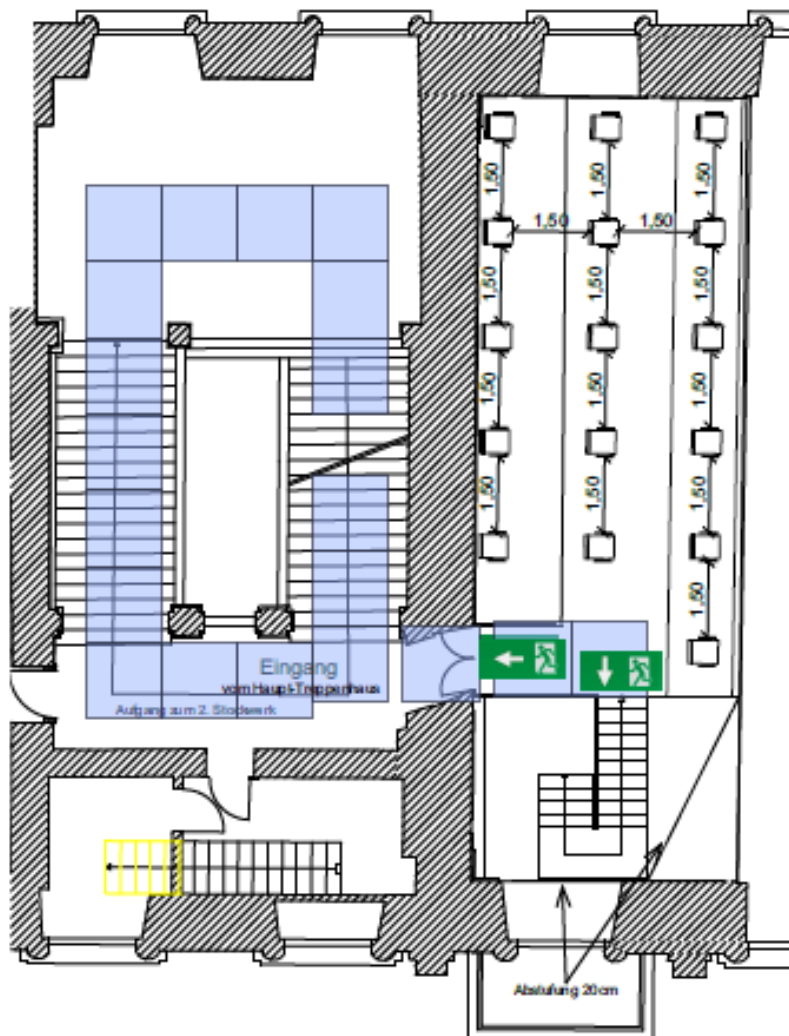 1,50 1,50 1,50
1,50 1,50
1,50 1,50 1,50
1,50 1,50 1,50
1,50 1,50 1,50
1,50
Eingang
vom Haupt-Treppenhaus
Aufgang zum 2. Stockwerk
Abstufung 20cm